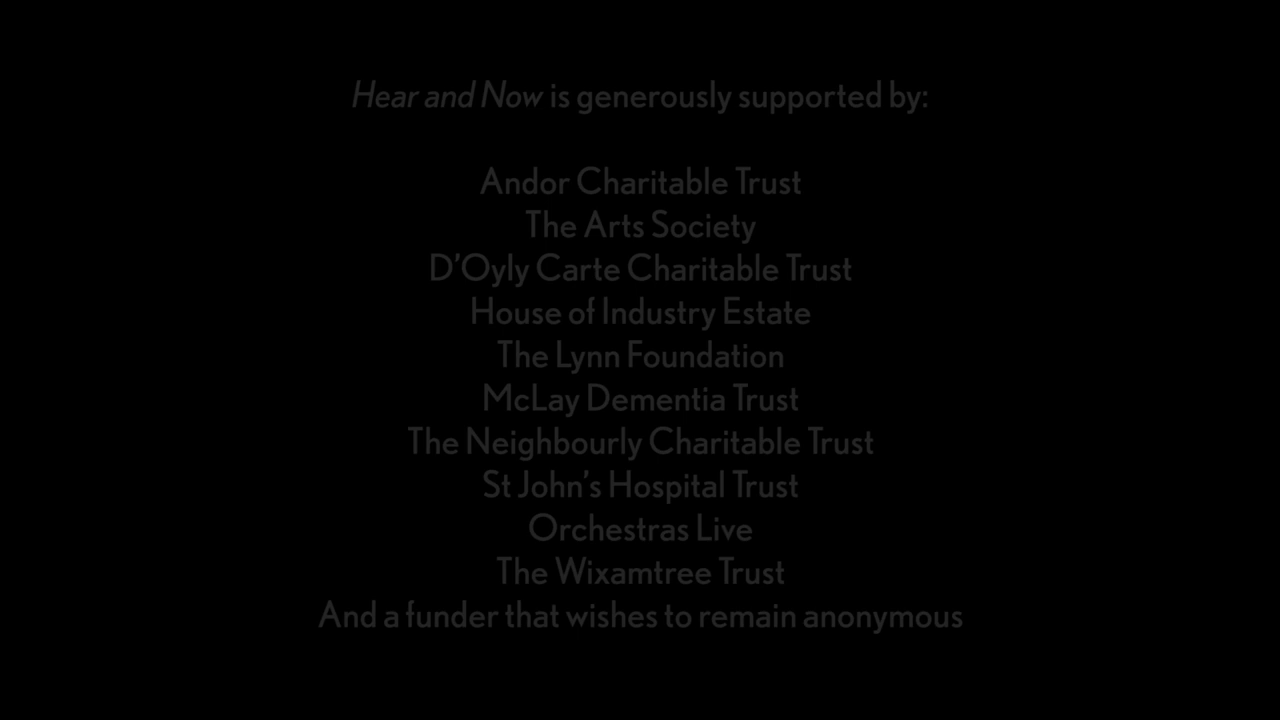 Hear and Now is generously supported by:
Andor Charitable Trust
The Arts Society
D'Oyly Carte Charitable Trust
House of Industry Estate
The Lynn Foundation
McLay Dementia Trust
The Neighbourly Charitable Trust
St John's Hospital Trust
Orchestras Live
The Wixamtree Trust
And a funder that wishes to remain anonymous